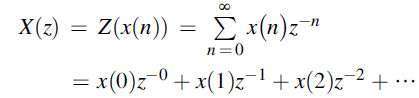 X(z) = Z(x(n)) = ∞∑n=0 x(n)z⁻ⁿ
= x(0)z⁻⁰ + x(1)z⁻¹ + x(2)z⁻² + ⋯